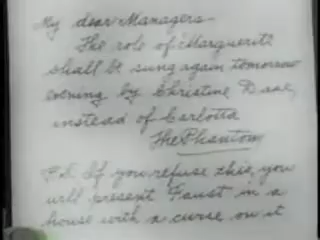 My dear Managers—
The role of Marguerite
shall be sung again tomorrow
evening by Christine Daae,
instead of Carlotta
The Phantom
P.S. If you refuse this, you
will present Faust in a
house with a curse on it